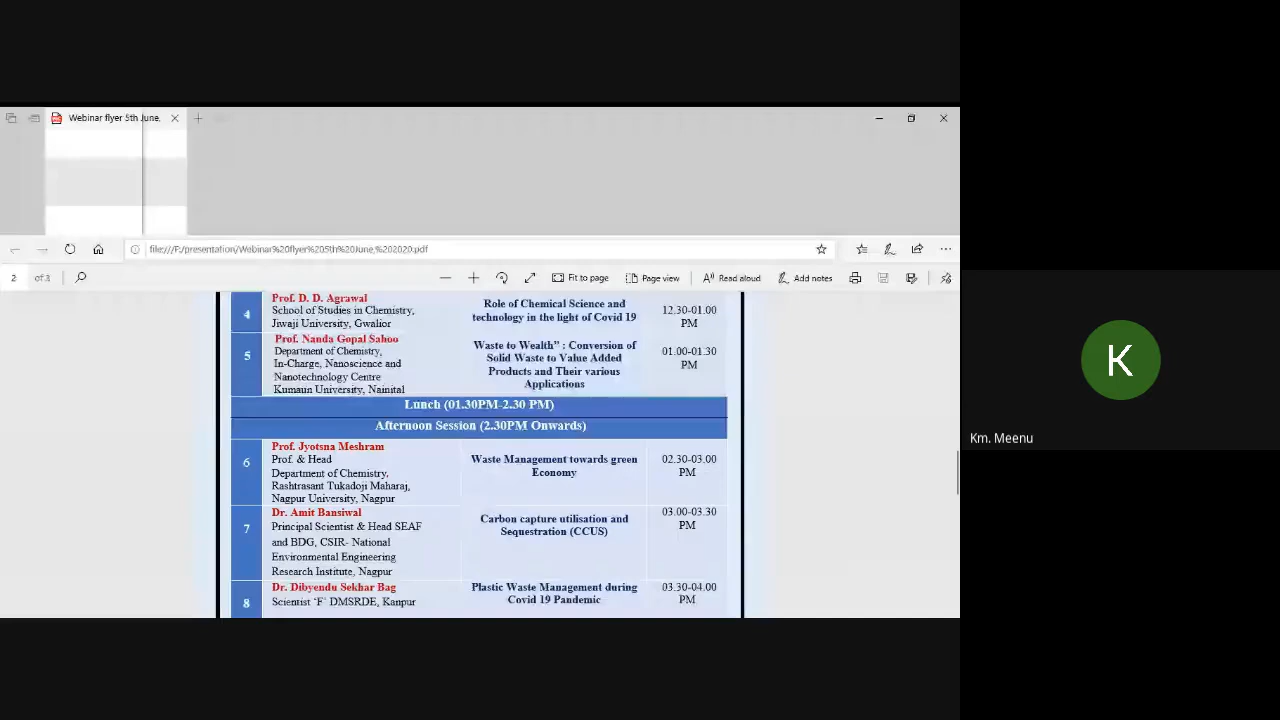 Webinar flyer 5th June,
file:///F:/presentation/Webinar%20flyer%205th%20June,%202020.pdf
2 of 3
Fit to page
Page view
Read aloud
Add notes
4
Prof. D. D. Agrawal
School of Studies in Chemistry,
Jiwaji University, Gwalior
Role of Chemical Science and
technology in the light of Covid 19
12.30-01.00
PM
5
Prof. Nanda Gopal Sahoo
Department of Chemistry,
In-Charge, Nanoscience and
Nanotechnology Centre
Kumaun University, Nainital
Waste to Wealth” : Conversion of
Solid Waste to Value Added
Products and Their various
Applications
01.00-01.30
PM
Lunch (01.30PM-2.30 PM)
Afternoon Session (2.30PM Onwards)
6
Prof. Jyotsna Meshram
Prof. & Head
Department of Chemistry,
Rashtrasant Tukadoji Maharaj,
Nagpur University, Nagpur
Waste Management towards green
Economy
02.30-03.00
PM
7
Dr. Amit Bansiwal
Principal Scientist & Head SEAF
and BDG, CSIR- National
Environmental Engineering
Research Institute, Nagpur
Carbon capture utilisation and
Sequestration (CCUS)
03.00-03.30
PM
8
Dr. Dibyendu Sekhar Bag
Scientist ‘F’ DMSRDE, Kanpur
Plastic Waste Management during
Covid 19 Pandemic
03.30-04.00
PM
K
Km. Meenu